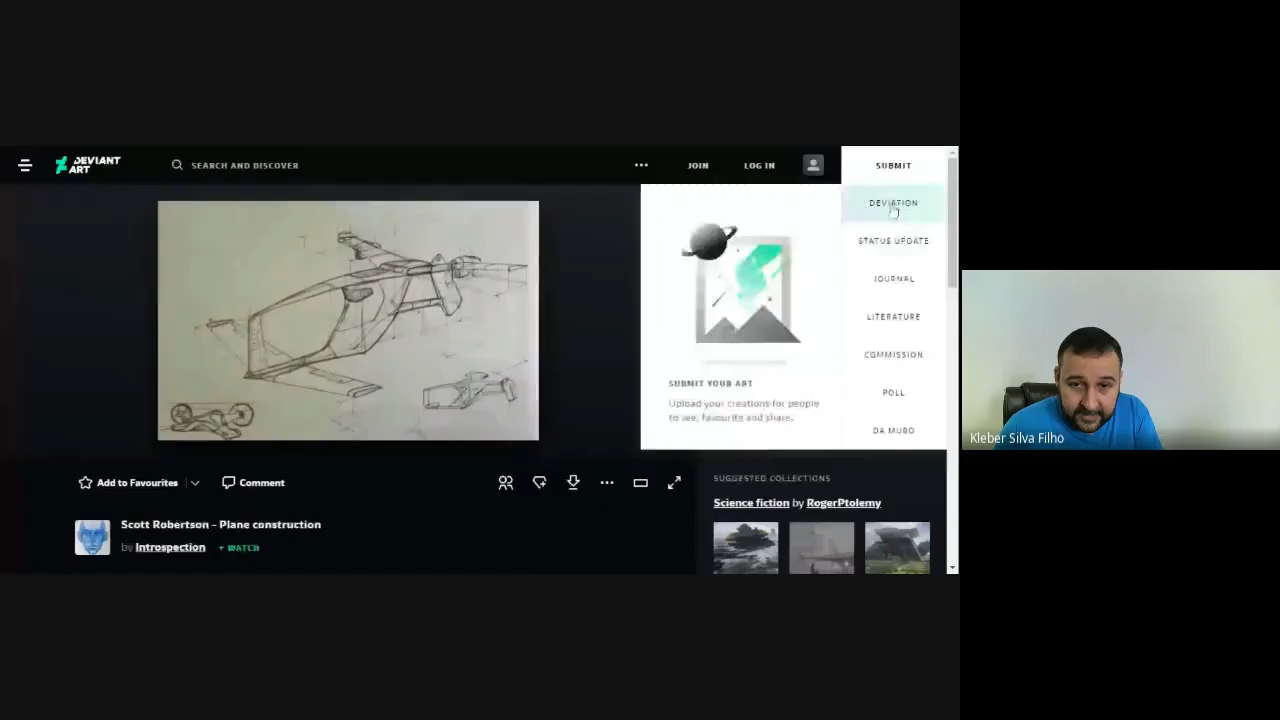 DEVIANT
ART
SEARCH AND DISCOVER
JOIN
LOG IN
SUBMIT
DEVIATION
STATUS UPDATE
JOURNAL
LITERATURE
COMMISSION
POLL
DA MURO
SUBMIT YOUR ART
Upload your creations for people
to see, favourite and share.
Add to Favourites
Comment
Scott Robertson - Plane construction
by Introspection + WATCH
SUGGESTED COLLECTIONS
Science fiction by RogerPtolemy
Kleber Silva Filho